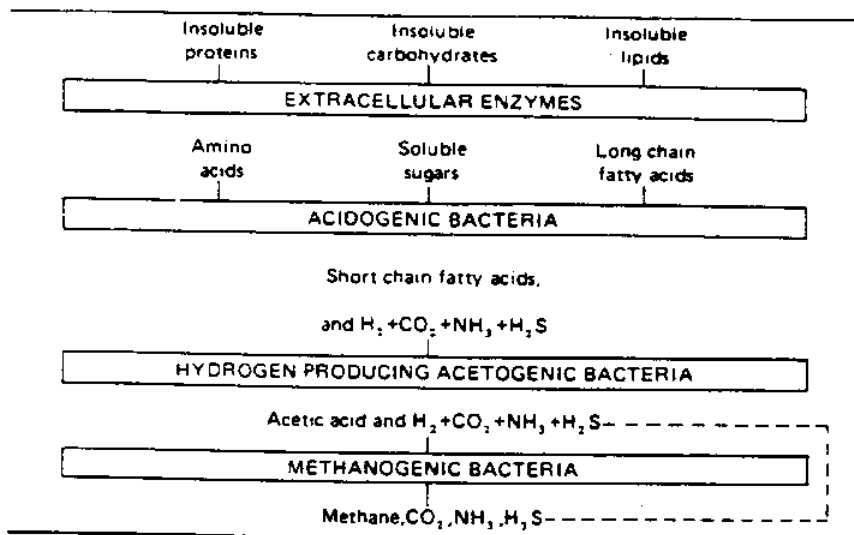 Insoluble proteins
Insoluble carbohydrates
Insoluble lipids
EXTRACELLULAR ENZYMES
Amino acids
Soluble sugars
Long chain fatty acids
ACIDOGENIC BACTERIA
Short chain fatty acids,
and H₂+CO₂+NH₃+H₂S
HYDROGEN PRODUCING ACETOGENIC BACTERIA
Acetic acid and H₂+CO₂+NH₃+H₂S
METHANOGENIC BACTERIA
Methane,CO₂,NH₃,H₂S